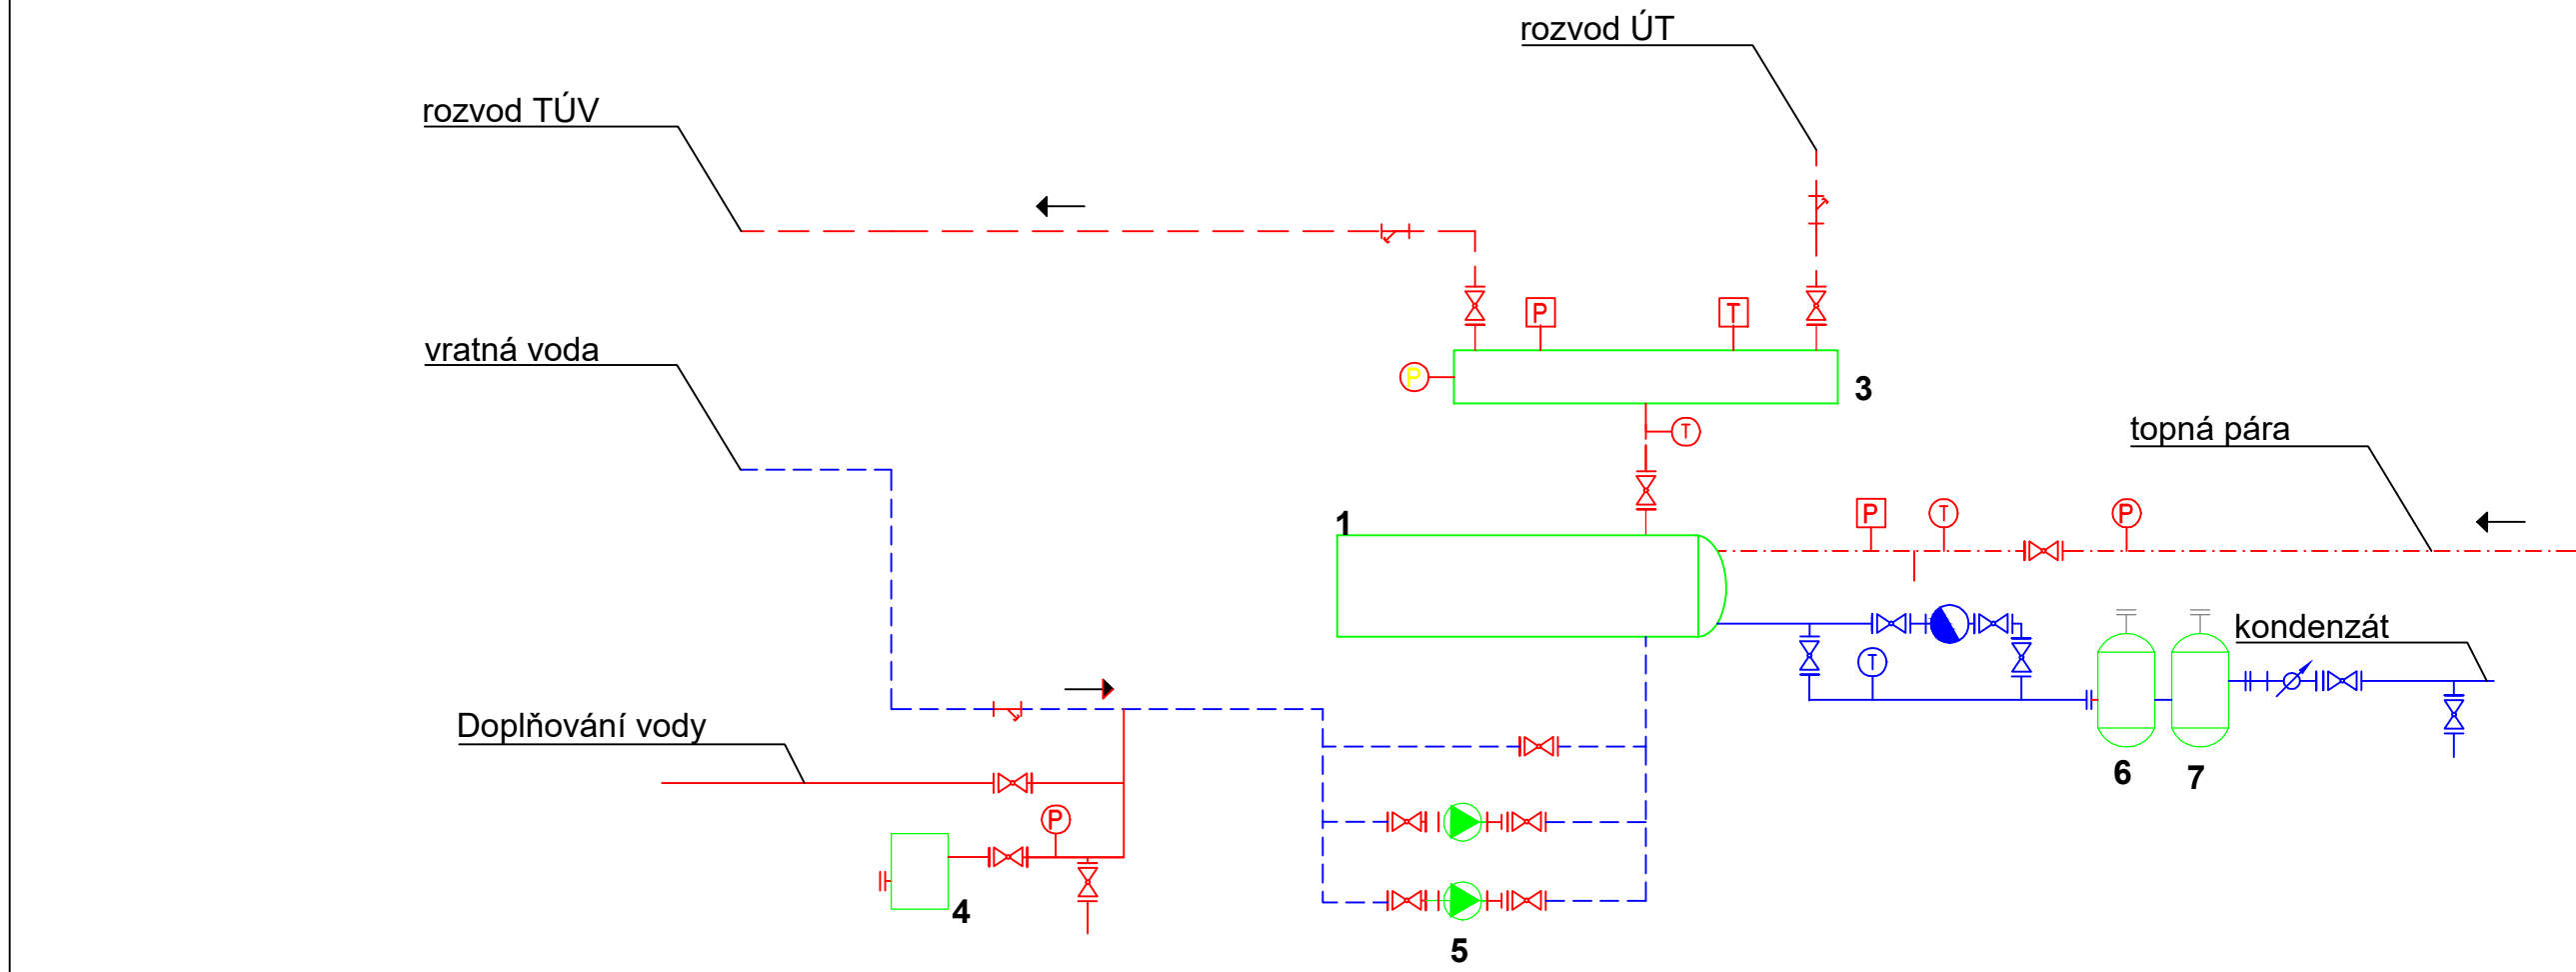 rozvod ÚT
rozvod TÚV
P
T
vratná voda
P
3
T
topná pára
1
P
T
P
kondenzát
T
Doplňování vody
6
7
P
4
5